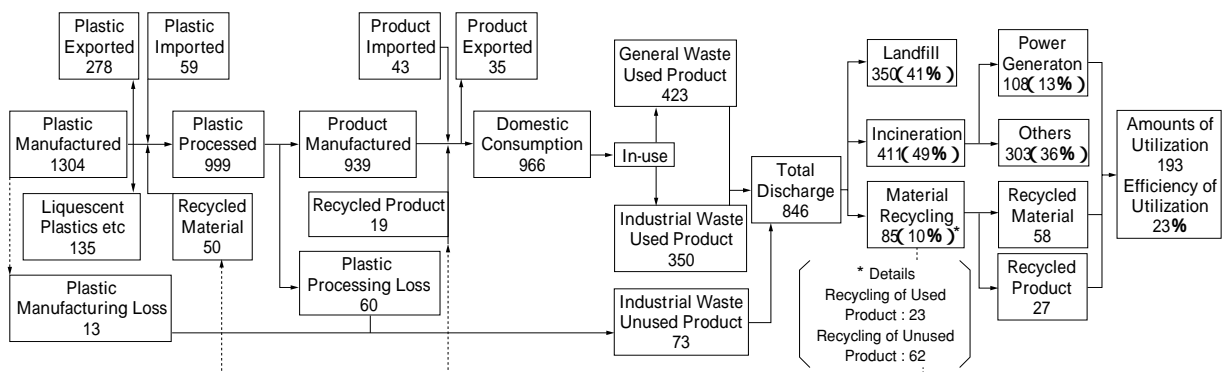 Plastic
Exported
278
Plastic
Imported
59
Product
Imported
43
Product
Exported
35
Plastic
Manufactured
1304
Plastic
Processed
999
Product
Manufactured
939
Domestic
Consumption
966
Liquescent
Plastics etc
135
Recycled
Material
50
Recycled Product
19
Plastic
Processing Loss
60
Plastic
Manufacturing Loss
13
General Waste
Used Product
423
In-use
Industrial Waste
Used Product
350
Industrial Waste
Unused Product
73
Total
Discharge
846
Landfill
350(41%)
Incineration
411(49%)
Material
Recycling
85(10%)*
* Details
Recycling of Used
Product : 23
Recycling of Unused
Product : 62
Power
Generaton
108(13%)
Others
303(36%)
Recycled
Material
58
Recycled
Product
27
Amounts of
Utilization
193
Efficiency of
Utilization
23%